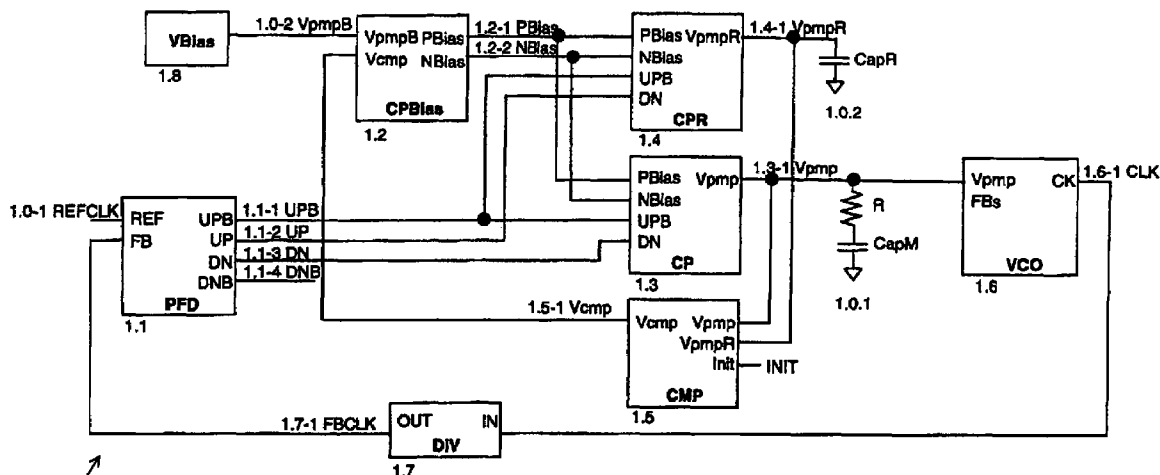 VBias
1.8
1.0-2 VpmpB
VpmpB
PBias
Vcmp
NBias
CPBias
1.2
1.2-1 PBias
1.2-2 NBias
PBias
VpmpR
NBias
UPB
DN
CPR
1.4
1.4-1 VpmpR
CapR
1.0.2
PBias
Vpmp
NBias
UPB
DN
CP
1.3
1.3-1 Vpmp
R
CapM
1.0.1
Vpmp
CK
FBs
VCO
1.6
1.6-1 CLK
1.0-1 REFCLK
REF
UPB
FB
UP
DN
DNB
PFD
1.1
1.1-1 UPB
1.1-2 UP
1.1-3 DN
1.1-4 DNB
1.5-1 Vcmp
Vcmp
Vpmp
VpmpR
Init
INIT
CMP
1.5
1.7-1 FBCLK
OUT
IN
DIV
1.7